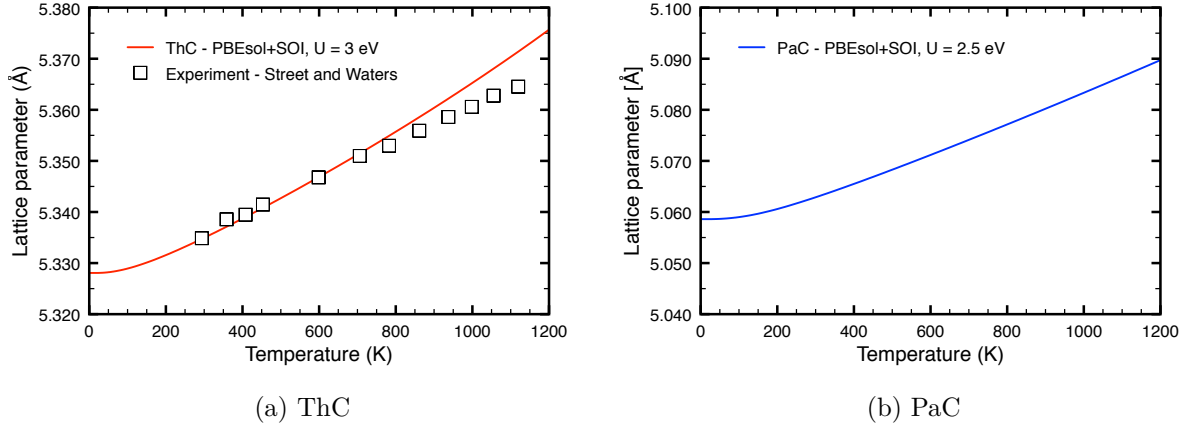 5.380
5.370
5.360
5.350
5.340
5.330
5.320
Lattice parameter (Å)
ThC - PBEsol+SOI, U = 3 eV
Experiment - Street and Waters
0 200 400 600 800 1000 1200
Temperature (K)
(a) ThC
5.100
5.090
5.080
5.070
5.060
5.050
5.040
Lattice parameter [Å]
PaC - PBEsol+SOI, U = 2.5 eV
0 200 400 600 800 1000 1200
Temperature (K)
(b) PaC